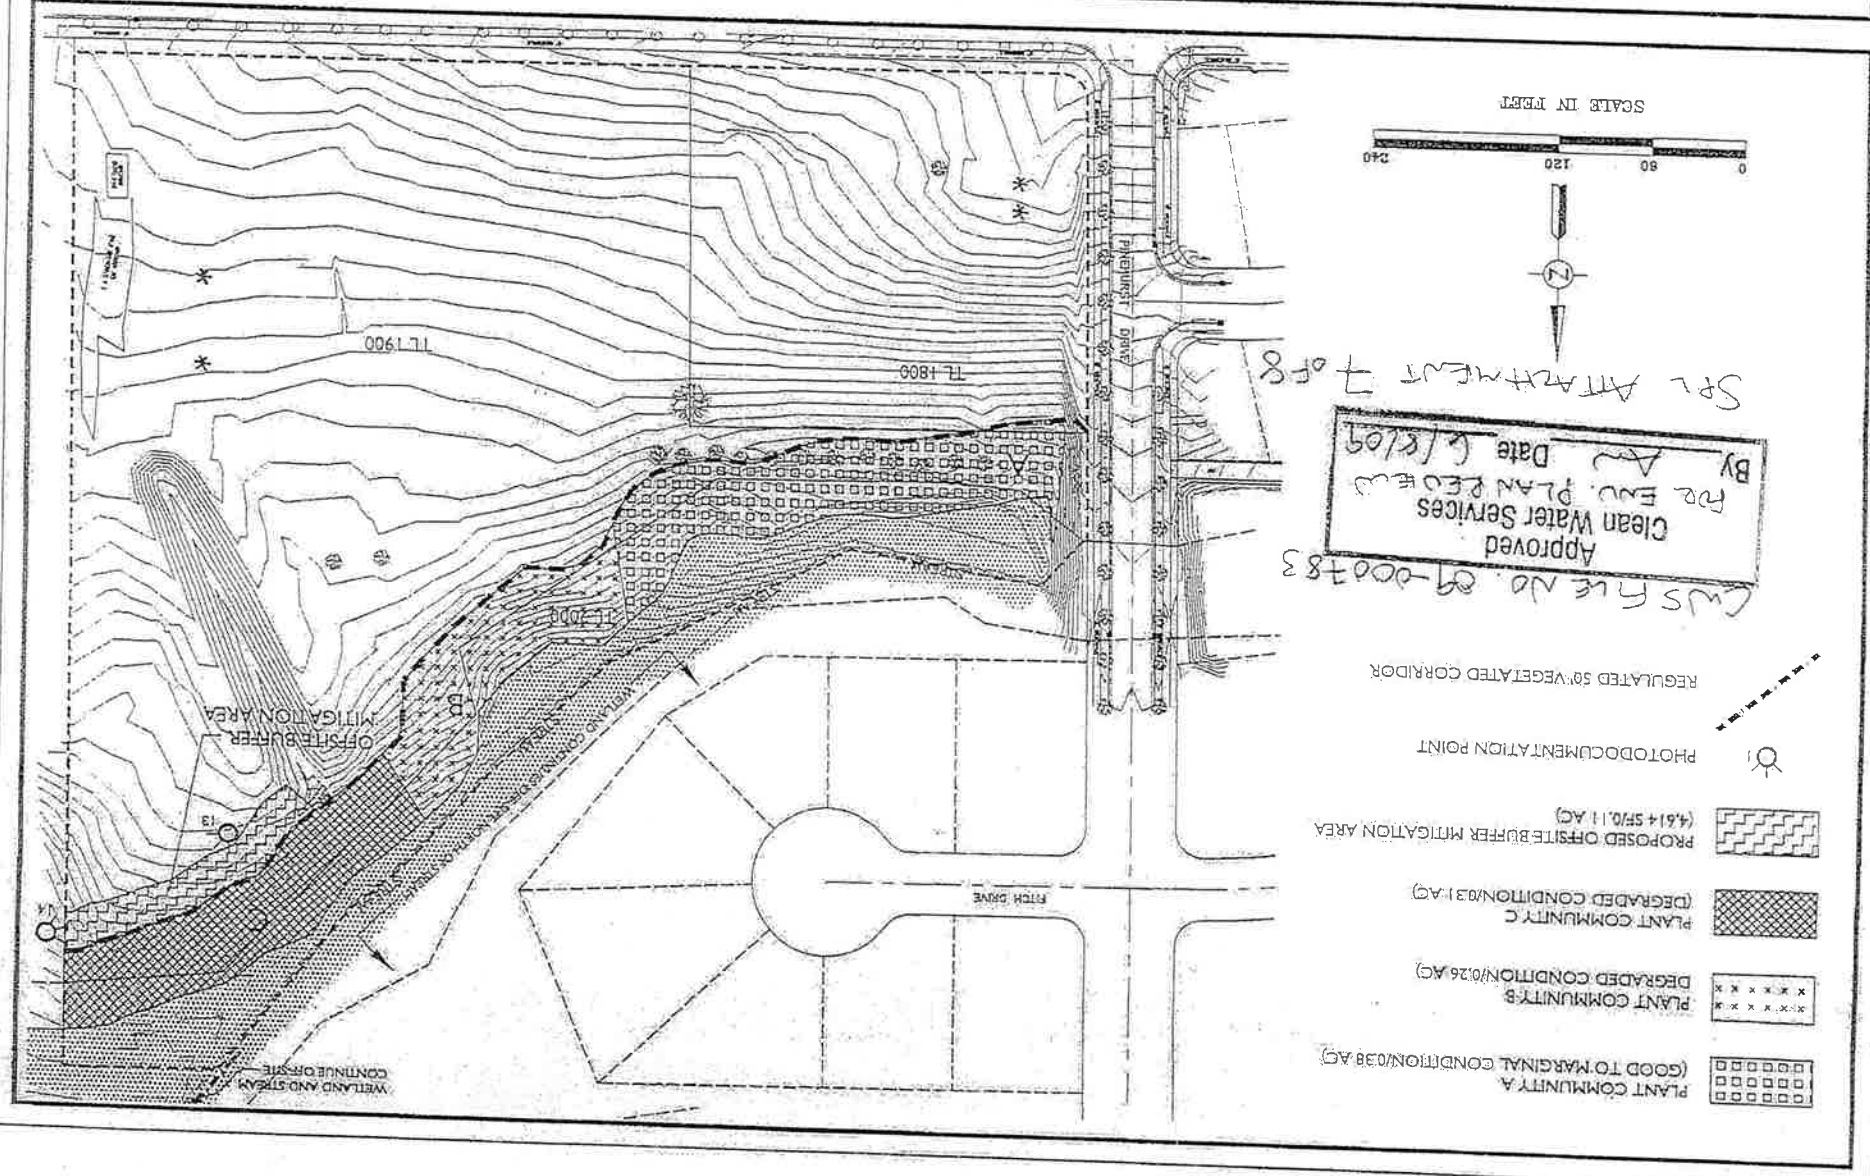 WETLAND AND STREAM
CONTINUE OFF-SITE
PLANT COMMUNITY A
(GOOD TO MARGINAL CONDITION/0.38 AC)
PLANT COMMUNITY B
DEGRADED CONDITION/0.26 AC)
PLANT COMMUNITY C
(DEGRADED CONDITION/0.31 AC)
PROPOSED OFFSITE BUFFER MITIGATION AREA
(4,614 SF/0.11 AC)
PHOTODOCUMENTATION POINT
1
REGULATED 50' VEGETATED CORRIDOR
CWS FILE NO. 09-000783
Approved
Clean Water Services
FOR ENV. PLAN REVIEW
By Date 6/8/09
SPL ATTACHMENT 7 OF 8
Z
0
60
120
240
SCALE IN FEET
FITCH DRIVE
14
C
13
OFFSITE BUFFER
MITIGATION AREA
B
TL 2000
STREAM
A
TL 1800
TL 1900
PINEHURST DRIVE